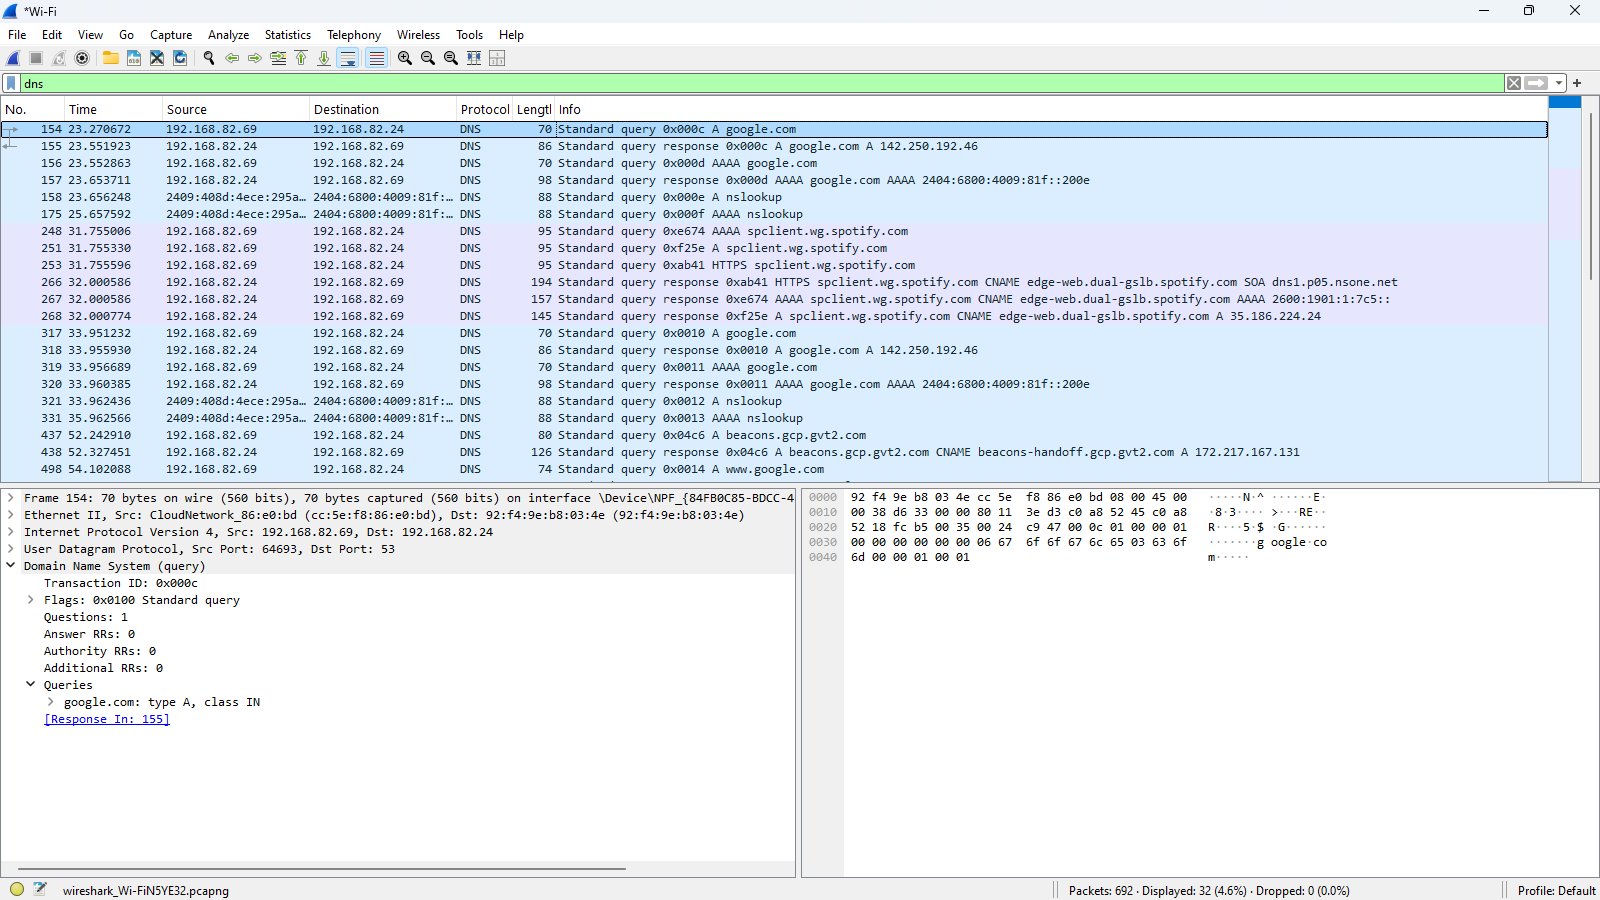 *Wi-Fi
File Edit View Go Capture Analyze Statistics Telephony Wireless Tools Help
dns
No. Time Source Destination Protocol Lengtl Info
154 23.270672 192.168.82.69 192.168.82.24 DNS 70 Standard query 0x000c A google.com
155 23.551923 192.168.82.24 192.168.82.69 DNS 86 Standard query response 0x000c A google.com A 142.250.192.46
156 23.552863 192.168.82.69 192.168.82.24 DNS 70 Standard query 0x000d AAAA google.com
157 23.653711 192.168.82.24 192.168.82.69 DNS 98 Standard query response 0x000d AAAA google.com AAAA 2404:6800:4009:81f::200e
158 23.656248 2409:408d:4ece:295a… 2404:6800:4009:81f:… DNS 88 Standard query 0x000e A nslookup
175 25.657592 2409:408d:4ece:295a… 2404:6800:4009:81f:… DNS 88 Standard query 0x000f AAAA nslookup
248 31.755006 192.168.82.69 192.168.82.24 DNS 95 Standard query 0xe674 AAAA spclient.wg.spotify.com
251 31.755330 192.168.82.69 192.168.82.24 DNS 95 Standard query 0xf25e A spclient.wg.spotify.com
253 31.755596 192.168.82.69 192.168.82.24 DNS 95 Standard query 0xab41 HTTPS spclient.wg.spotify.com
266 32.000586 192.168.82.24 192.168.82.69 DNS 194 Standard query response 0xab41 HTTPS spclient.wg.spotify.com CNAME edge-web.dual-gslb.spotify.com SOA dns1.p05.nsone.net
267 32.000586 192.168.82.24 192.168.82.69 DNS 157 Standard query response 0xe674 AAAA spclient.wg.spotify.com CNAME edge-web.dual-gslb.spotify.com AAAA 2600:1901:1:7c5::
268 32.000774 192.168.82.24 192.168.82.69 DNS 145 Standard query response 0xf25e A spclient.wg.spotify.com CNAME edge-web.dual-gslb.spotify.com A 35.186.224.24
317 33.951232 192.168.82.69 192.168.82.24 DNS 70 Standard query 0x0010 A google.com
318 33.955930 192.168.82.24 192.168.82.69 DNS 86 Standard query response 0x0010 A google.com A 142.250.192.46
319 33.956689 192.168.82.69 192.168.82.24 DNS 70 Standard query 0x0011 AAAA google.com
320 33.960385 192.168.82.24 192.168.82.69 DNS 98 Standard query response 0x0011 AAAA google.com AAAA 2404:6800:4009:81f::200e
321 33.962436 2409:408d:4ece:295a… 2404:6800:4009:81f:… DNS 88 Standard query 0x0012 A nslookup
331 35.962566 2409:408d:4ece:295a… 2404:6800:4009:81f:… DNS 88 Standard query 0x0013 AAAA nslookup
437 52.242910 192.168.82.69 192.168.82.24 DNS 80 Standard query 0x04c6 A beacons.gcp.gvt2.com
438 52.327451 192.168.82.24 192.168.82.69 DNS 126 Standard query response 0x04c6 A beacons.gcp.gvt2.com CNAME beacons-handoff.gcp.gvt2.com A 172.217.167.131
498 54.102088 192.168.82.69 192.168.82.24 DNS 74 Standard query 0x0014 A www.google.com
Frame 154: 70 bytes on wire (560 bits), 70 bytes captured (560 bits) on interface \Device\NPF_{84FB0C85-BDCC-4
Ethernet II, Src: CloudNetwork_86:e0:bd (cc:5e:f8:86:e0:bd), Dst: 92:f4:9e:b8:03:4e (92:f4:9e:b8:03:4e)
Internet Protocol Version 4, Src: 192.168.82.69, Dst: 192.168.82.24
User Datagram Protocol, Src Port: 64693, Dst Port: 53
Domain Name System (query)
Transaction ID: 0x000c
Flags: 0x0100 Standard query
Questions: 1
Answer RRs: 0
Authority RRs: 0
Additional RRs: 0
Queries
google.com: type A, class IN
[Response In: 155]
0000 92 f4 9e b8 03 4e cc 5e f8 86 e0 bd 08 00 45 00 ·····N·^ ······E·
0010 00 38 d6 33 00 00 80 11 3e d3 c0 a8 52 45 c0 a8 ·8·3···· >···RE··
0020 52 18 fc b5 00 35 00 24 c9 47 00 0c 01 00 00 01 R····5·$ ·G······
0030 00 00 00 00 00 00 06 67 6f 6f 67 6c 65 03 63 6f ·······g oogle·co
0040 6d 00 00 01 00 01 m·····
wireshark_Wi-FiN5YE32.pcapng
Packets: 692 · Displayed: 32 (4.6%) · Dropped: 0 (0.0%)
Profile: Default